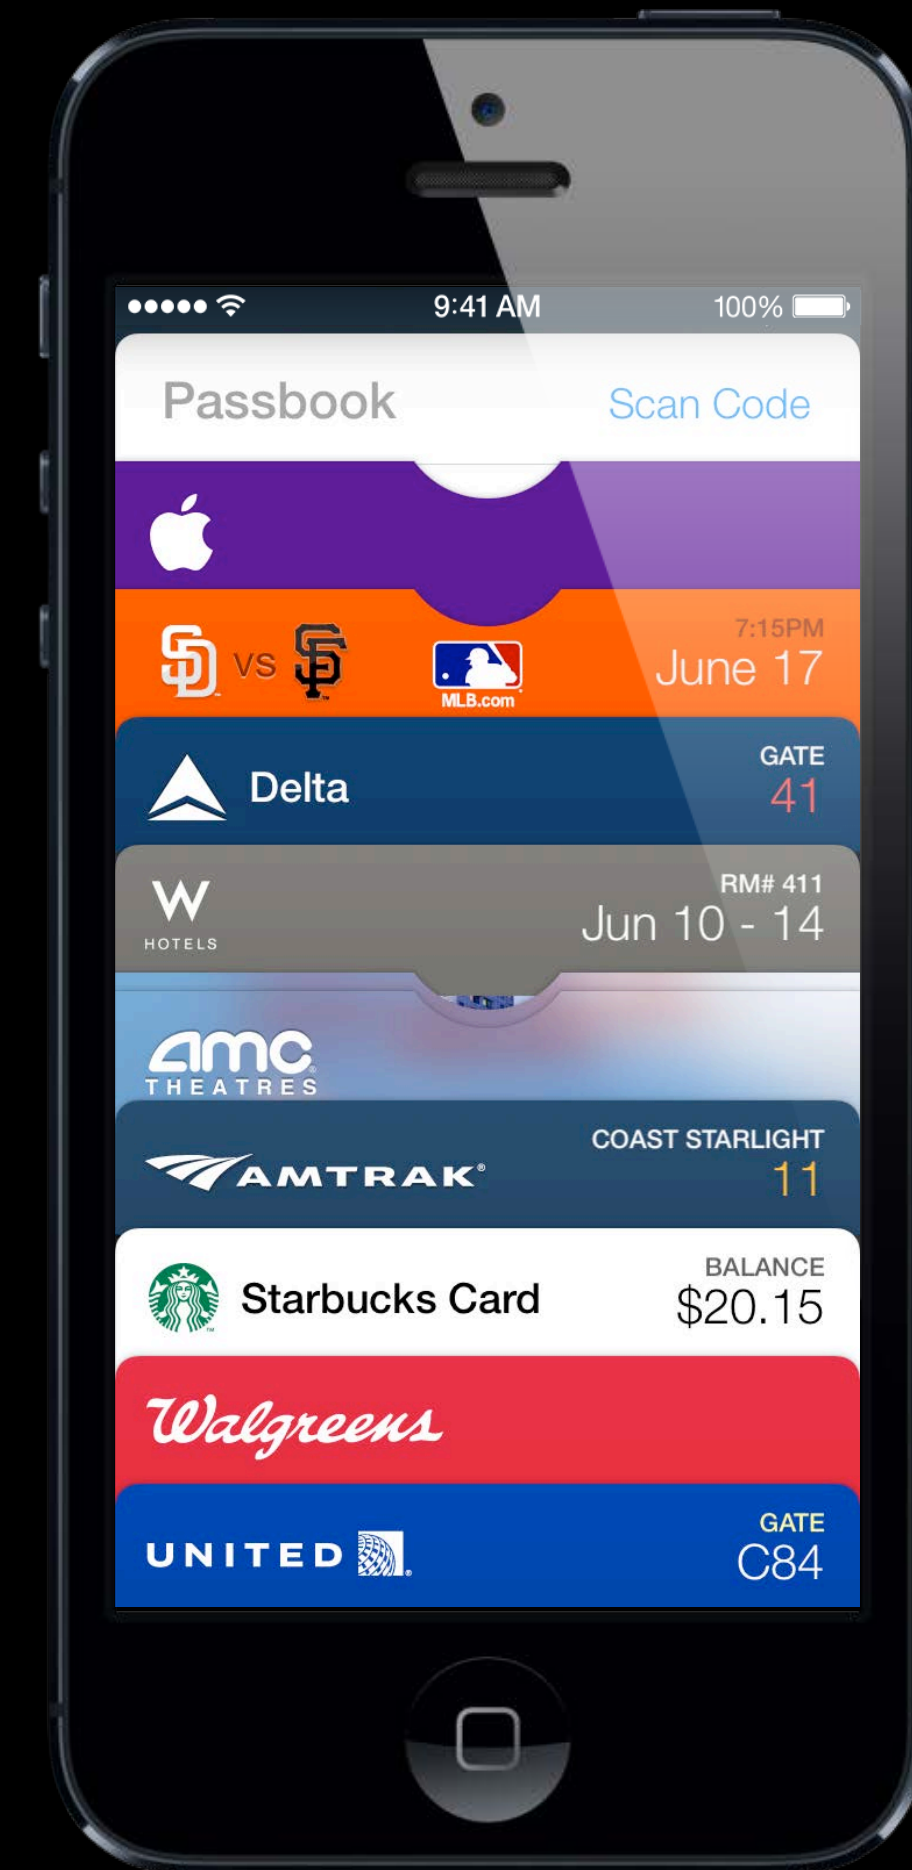 9:41 AM 100%
Passbook Scan Code
7:15PM
SD vs SF June 17
MLB.com
GATE
Delta 41
RM# 411
W Jun 10 - 14
HOTELS
amc
THEATRES
COAST STARLIGHT
AMTRAK® 11
BALANCE
Starbucks Card $20.15
Walgreens
GATE
UNITED C84